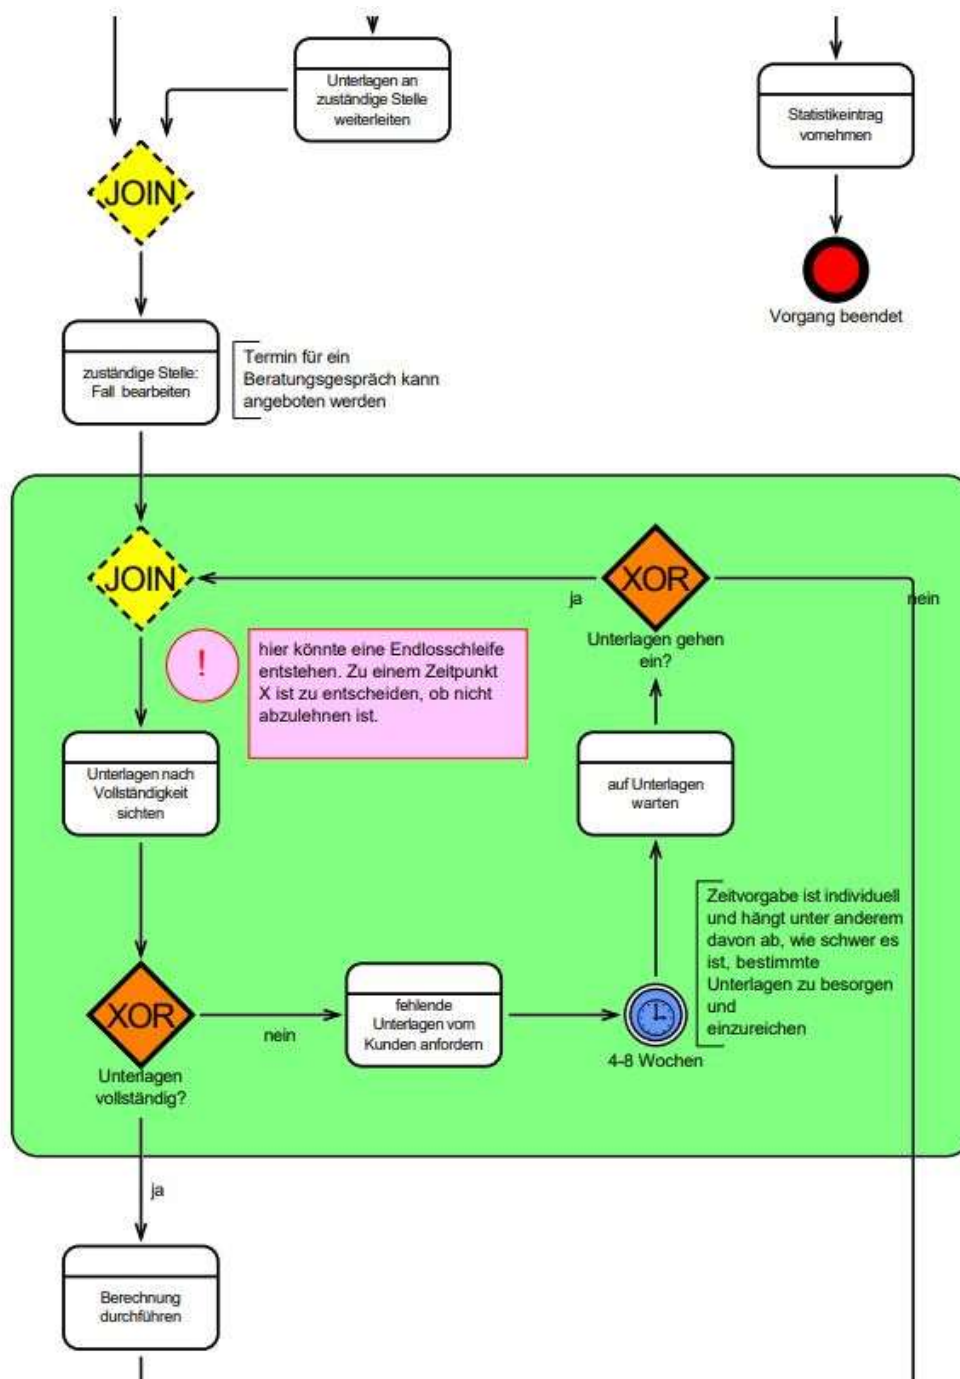 Unterlagen an
zuständige Stelle
weiterleiten
Statistikeintrag
vornehmen
JOIN
Vorgang beendet
zuständige Stelle:
Fall bearbeiten
Termin für ein
Beratungsgespräch kann
angeboten werden
JOIN
XOR
ja
nein
Unterlagen gehen
ein?
!
hier könnte eine Endlosschleife
entstehen. Zu einem Zeitpunkt
X ist zu entscheiden, ob nicht
abzulehnen ist.
Unterlagen nach
Vollständigkeit
sichten
auf Unterlagen
warten
Zeitvorgabe ist individuell
und hängt unter anderem
davon ab, wie schwer es
ist, bestimmte
Unterlagen zu besorgen
und
einzureichen
XOR
nein
fehlende
Unterlagen vom
Kunden anfordern
4-8 Wochen
Unterlagen
vollständig?
ja
Berechnung
durchführen